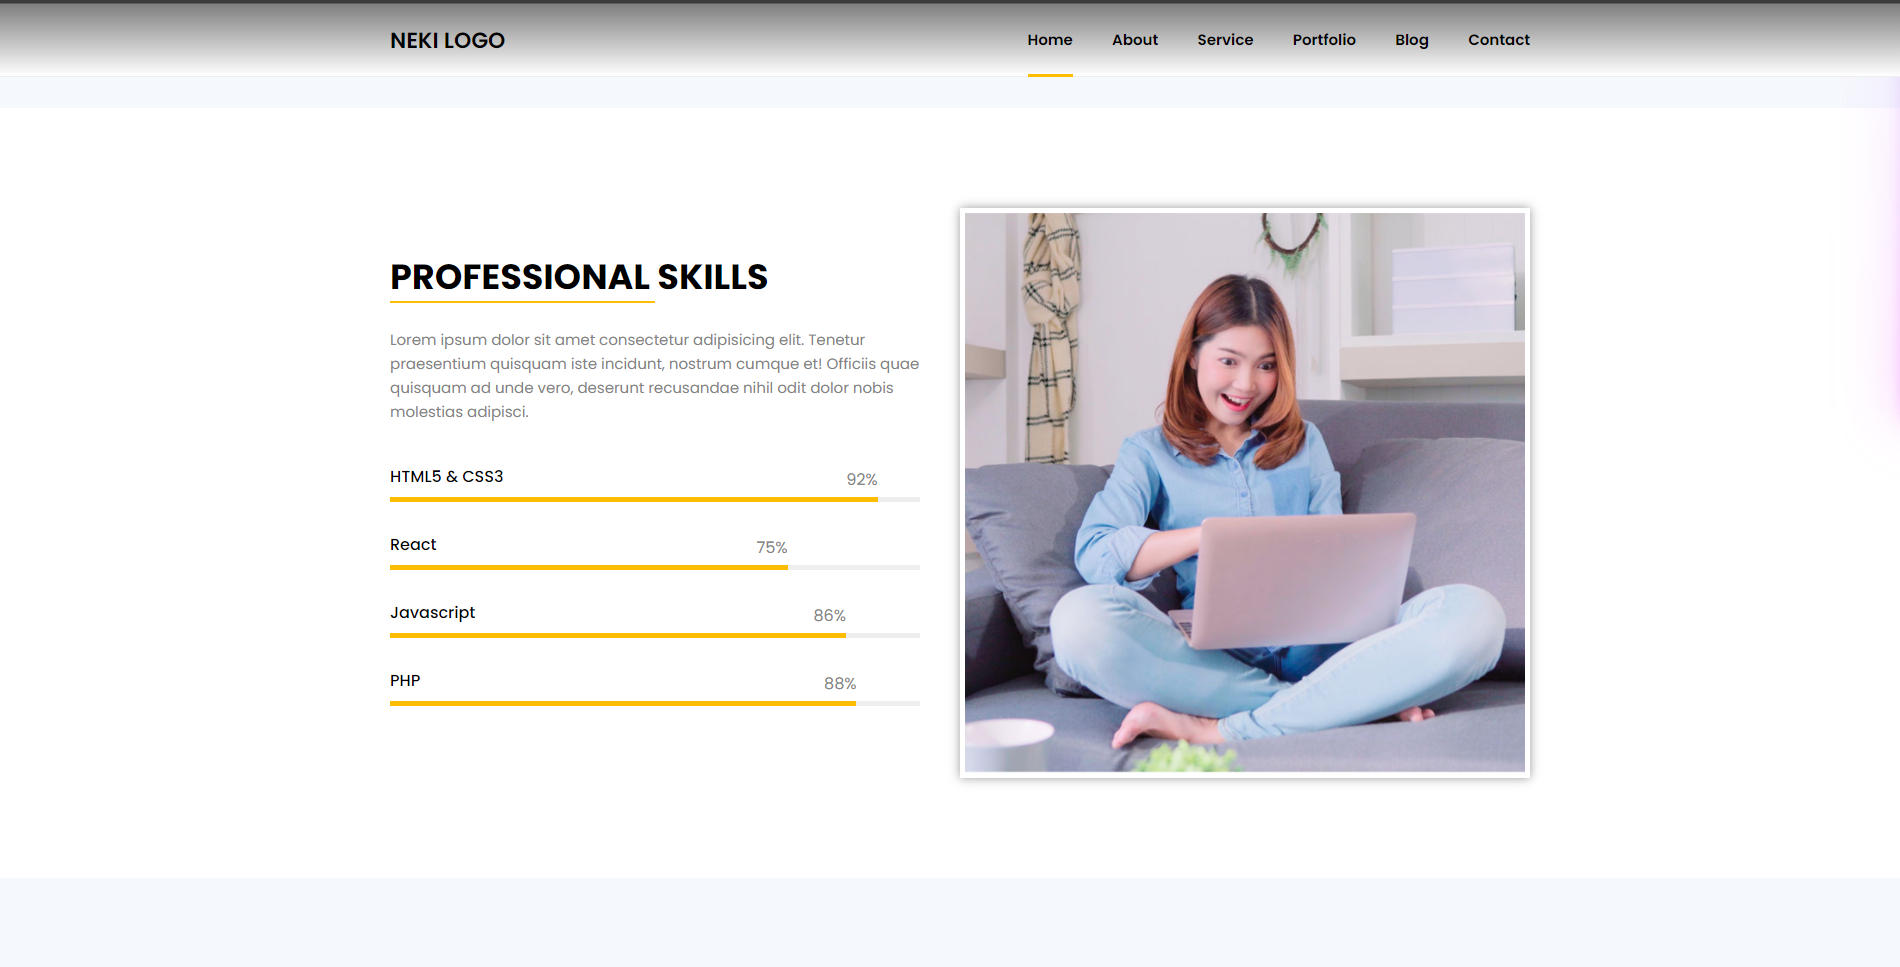 NEKI LOGO
Home About Service Portfolio Blog Contact
PROFESSIONAL SKILLS
Lorem ipsum dolor sit amet consectetur adipisicing elit. Tenetur
praesentium quisquam iste incidunt, nostrum cumque et! Officiis quae
quisquam ad unde vero, deserunt recusandae nihil odit dolor nobis
molestias adipisci.
HTML5 & CSS3 92%
React 75%
Javascript 86%
PHP 88%